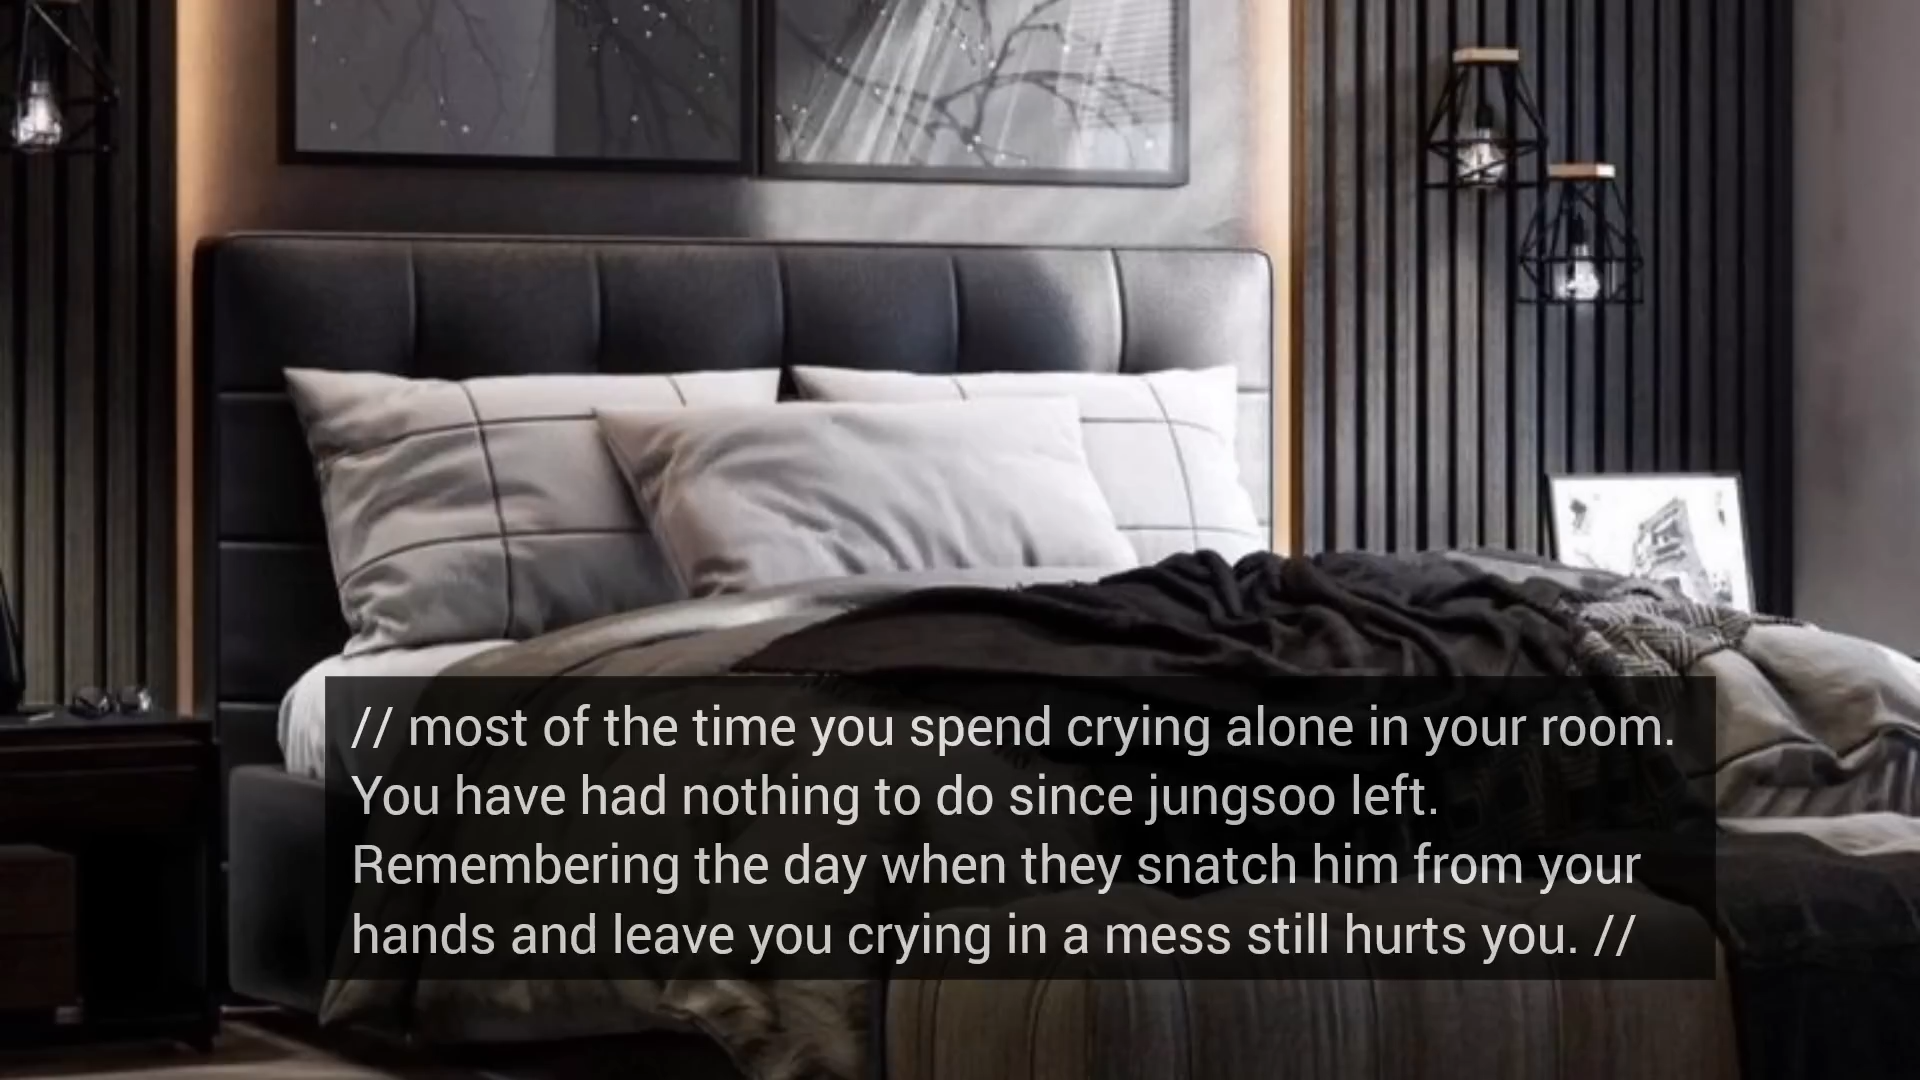 // most of the time you spend crying alone in your room.
You have had nothing to do since jungsoo left.
Remembering the day when they snatch him from your
hands and leave you crying in a mess still hurts you. //